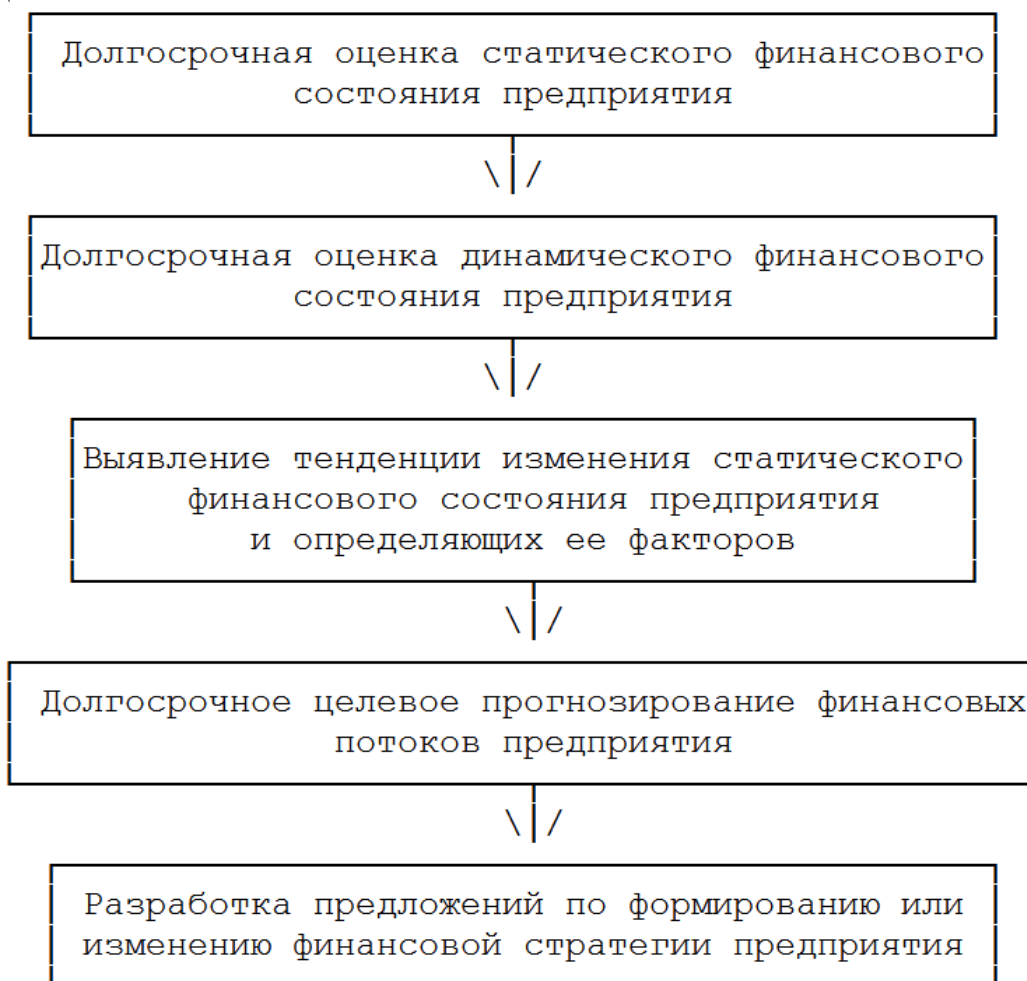 Долгосрочная оценка статического финансового
состояния предприятия
\|/
Долгосрочная оценка динамического финансового
состояния предприятия
\|/
Выявление тенденции изменения статического
финансового состояния предприятия
и определяющих ее факторов
\|/
Долгосрочное целевое прогнозирование финансовых
потоков предприятия
\|/
Разработка предложений по формированию или
изменению финансовой стратегии предприятия